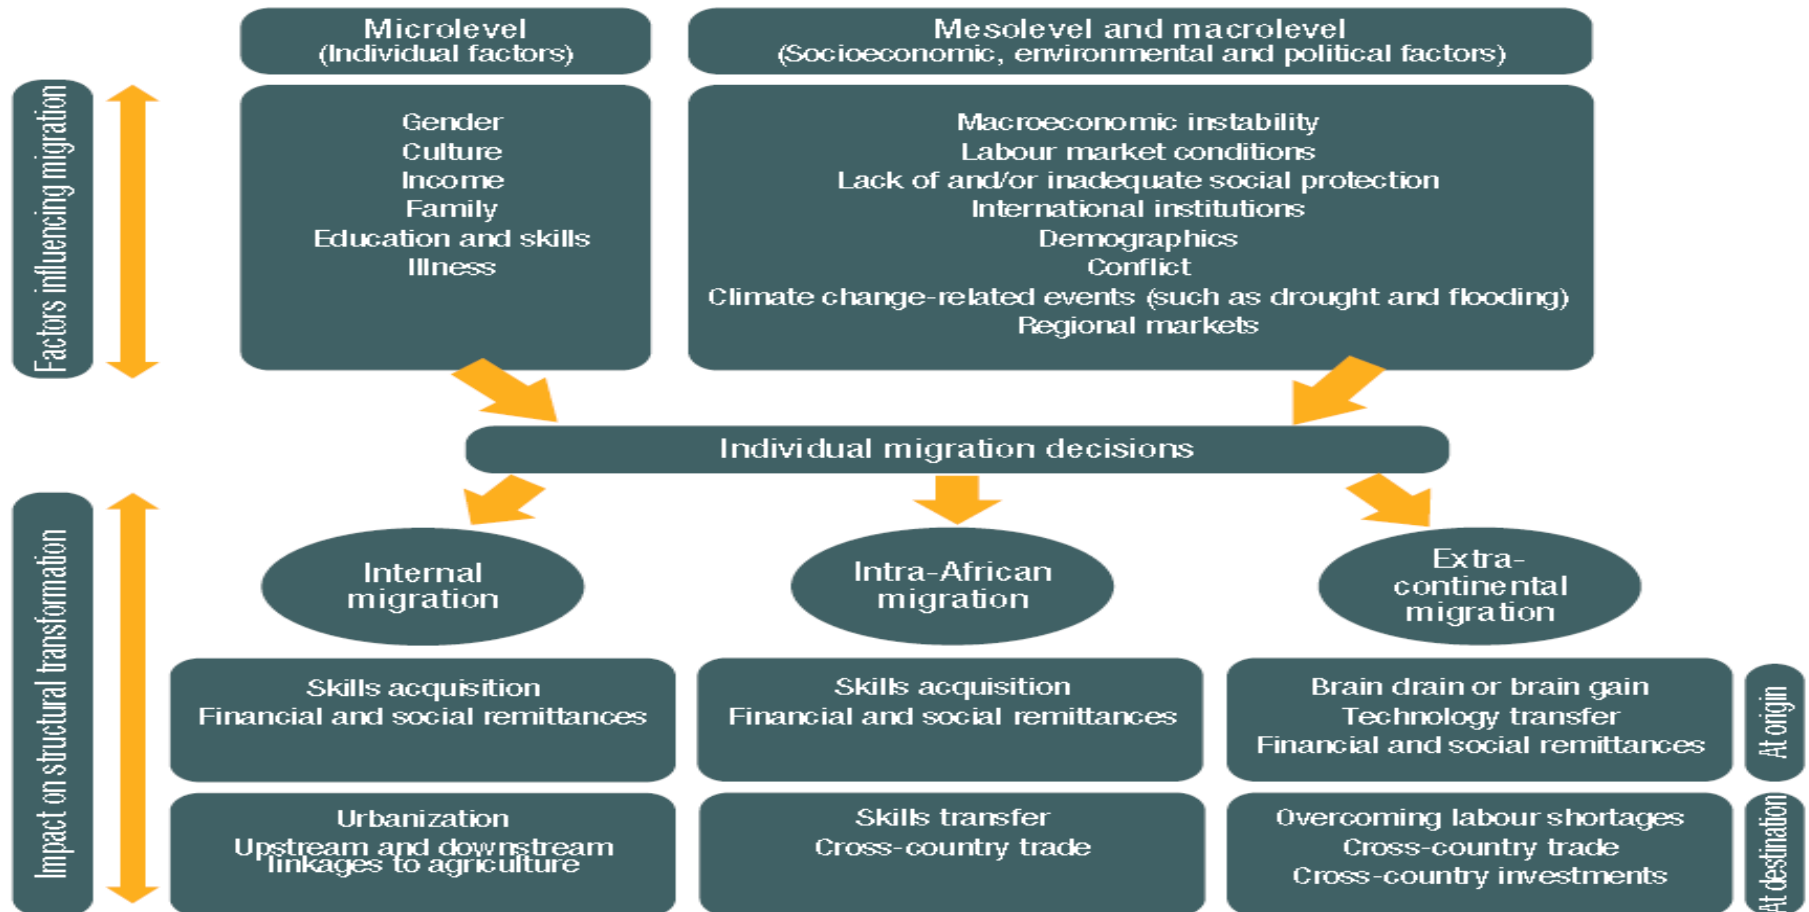 Microlevel
(Individual factors)
Mesolevel and macrolevel
(Socioeconomic, environmental and political factors)
Factors influencing migration
Gender
Culture
Income
Family
Education and skills
Illness
Macroeconomic instability
Labour market conditions
Lack of and/or inadequate social protection
International institutions
Demographics
Conflict
Climate change-related events (such as drought and flooding)
Regional markets
Individual migration decisions
Impact on structural transformation
Internal
migration
Intra-African
migration
Extra-
continental
migration
Skills acquisition
Financial and social remittances
Skills acquisition
Financial and social remittances
Brain drain or brain gain
Technology transfer
Financial and social remittances
At origin
Urbanization
Upstream and downstream
linkages to agriculture
Skills transfer
Cross-country trade
Overcoming labour shortages
Cross-country trade
Cross-country investments
At destination